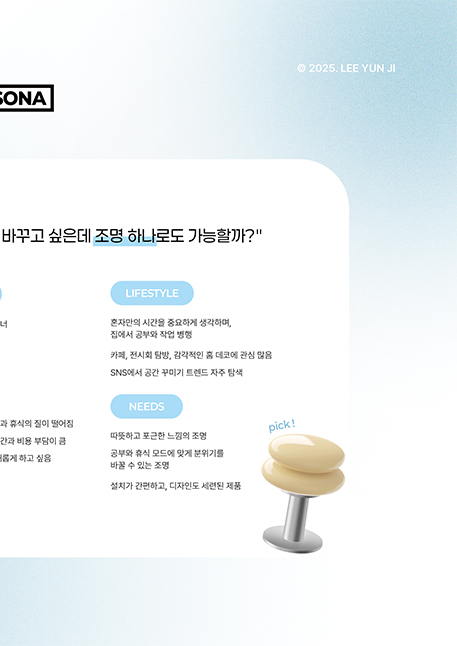 © 2025. LEE YUN JI
SONA
바꾸고 싶은데 조명 하나로도 가능할까?"
LIFESTYLE
너
혼자만의 시간을 중요하게 생각하며,
집에서 공부와 작업 병행
카페, 전시회 탐방, 감각적인 홈 데코에 관심 많음
SNS에서 공간 꾸미기 트렌드 자주 탐색
NEEDS
과 휴식의 질이 떨어짐
간과 비용 부담이 큼
롭게 하고 싶음
따뜻하고 포근한 느낌의 조명
공부와 휴식 모드에 맞게 분위기를
바꿀 수 있는 조명
설치가 간편하고, 디자인도 세련된 제품
pick!